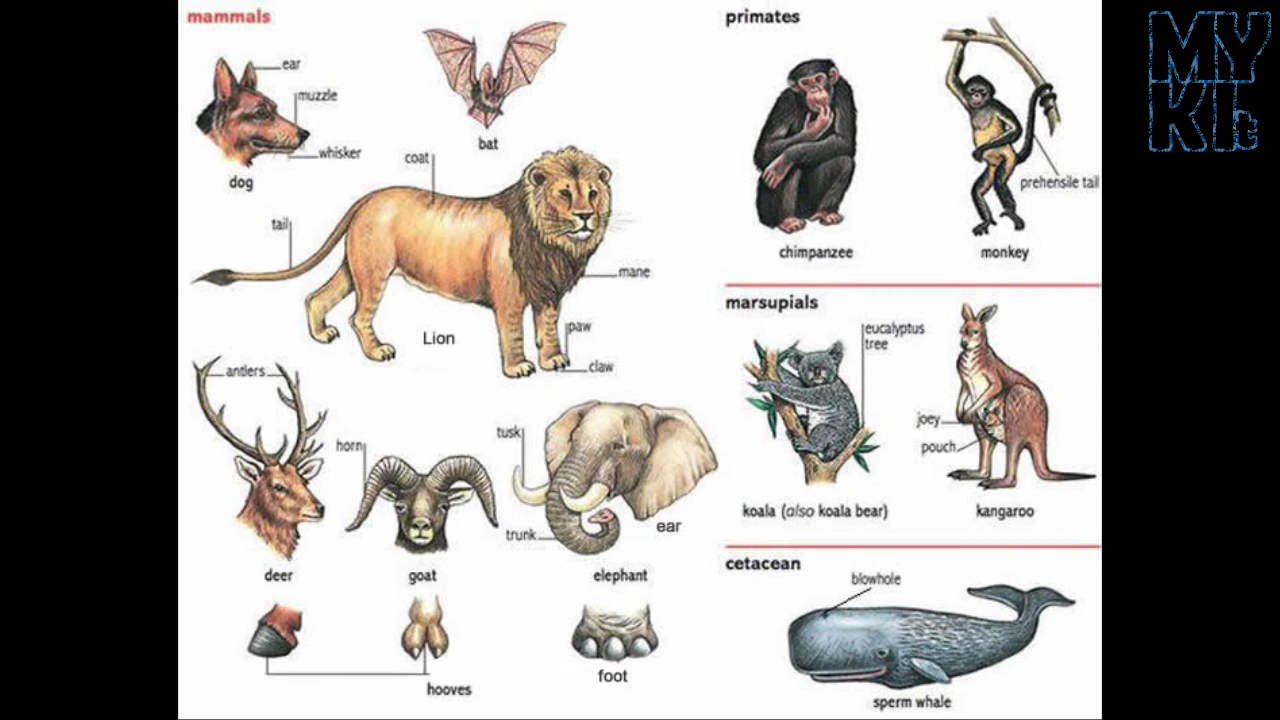 mammals
ear
muzzle
whisker
dog
bat
coat
tail
mane
Lion
paw
claw
antlers
horn
tusk
trunk
ear
deer
goat
elephant
hooves
foot
primates
chimpanzee
prehensile tail
monkey
marsupials
eucalyptus
tree
koala (also koala bear)
joey
pouch
kangaroo
cetacean
blowhole
sperm whale
MY
KI.t